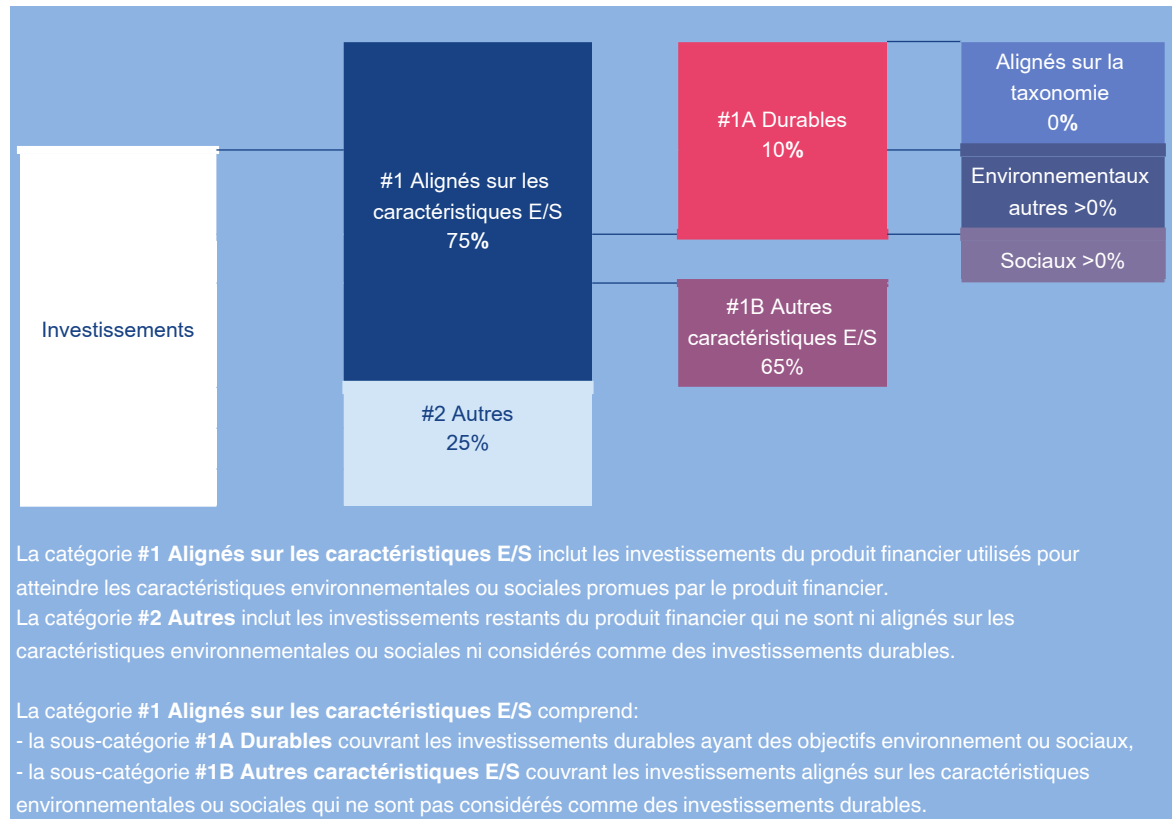 Investissements
#1 Alignés sur les
caractéristiques E/S
75%
#2 Autres
25%
#1A Durables
10%
#1B Autres
caractéristiques E/S
65%
Alignés sur la
taxonomie
0%
Environnementaux
autres >0%
Sociaux >0%
La catégorie #1 Alignés sur les caractéristiques E/S inclut les investissements du produit financier utilisés pour
atteindre les caractéristiques environnementales ou sociales promues par le produit financier.
La catégorie #2 Autres inclut les investissements restants du produit financier qui ne sont ni alignés sur les
caractéristiques environnementales ou sociales ni considérés comme des investissements durables.
La catégorie #1 Alignés sur les caractéristiques E/S comprend:
- la sous-catégorie #1A Durables couvrant les investissements durables ayant des objectifs environnement ou sociaux,
- la sous-catégorie #1B Autres caractéristiques E/S couvrant les investissements alignés sur les caractéristiques
environnementales ou sociales qui ne sont pas considérés comme des investissements durables.